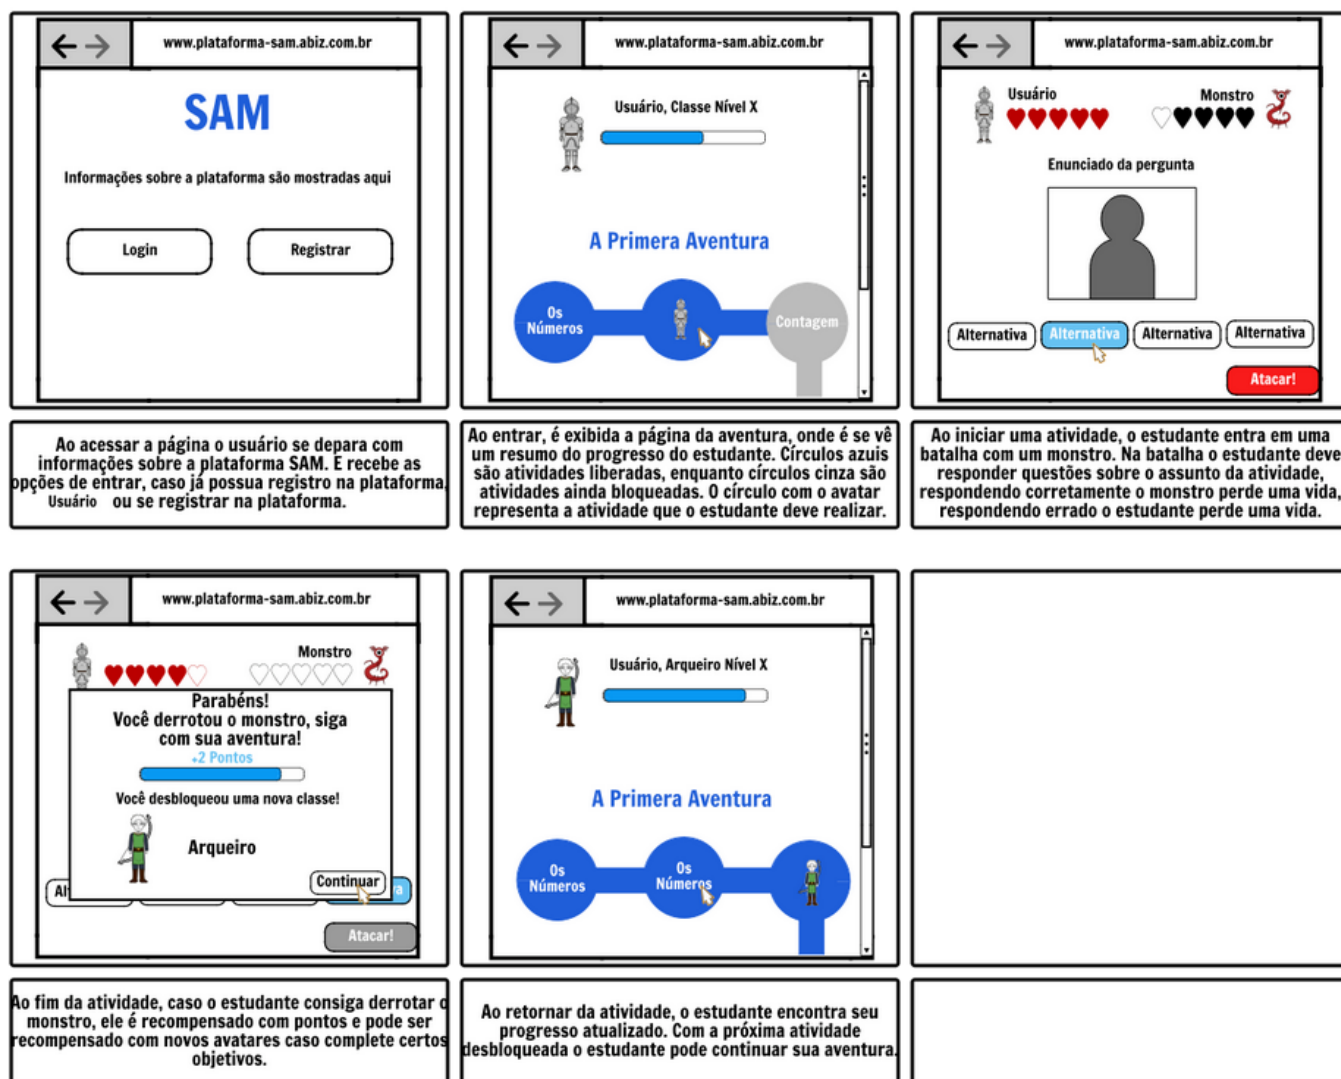 www.plataforma-sam.abiz.com.br
SAM
Informações sobre a plataforma são mostradas aqui
Login
Registrar
Ao acessar a página o usuário se depara com
informações sobre a plataforma SAM. E recebe as
opções de entrar, caso já possua registro na plataforma,
Usuário ou se registrar na plataforma.
www.plataforma-sam.abiz.com.br
Usuário, Classe Nível X
A Primera Aventura
Os
Números
Contagem
Ao entrar, é exibida a página da aventura, onde é se vê
um resumo do progresso do estudante. Círculos azuis
são atividades liberadas, enquanto círculos cinza são
atividades ainda bloqueadas. O círculo com o avatar
representa a atividade que o estudante deve realizar.
www.plataforma-sam.abiz.com.br
Usuário
Monstro
Enunciado da pergunta
Alternativa
Alternativa
Alternativa
Alternativa
Atacar!
Ao iniciar uma atividade, o estudante entra em uma
batalha com um monstro. Na batalha o estudante deve
responder questões sobre o assunto da atividade,
respondendo corretamente o monstro perde uma vida,
respondendo errado o estudante perde uma vida.
www.plataforma-sam.abiz.com.br
Monstro
Parabéns!
Você derrotou o monstro, siga
com sua aventura!
+2 Pontos
Você desbloqueou uma nova classe!
Arqueiro
Continuar
Al
a
Atacar!
Ao fim da atividade, caso o estudante consiga derrotar o
monstro, ele é recompensado com pontos e pode ser
recompensado com novos avatares caso complete certos
objetivos.
www.plataforma-sam.abiz.com.br
Usuário, Arqueiro Nível X
A Primera Aventura
Os
Números
Os
Números
Ao retornar da atividade, o estudante encontra seu
progresso atualizado. Com a próxima atividade
desbloqueada o estudante pode continuar sua aventura.